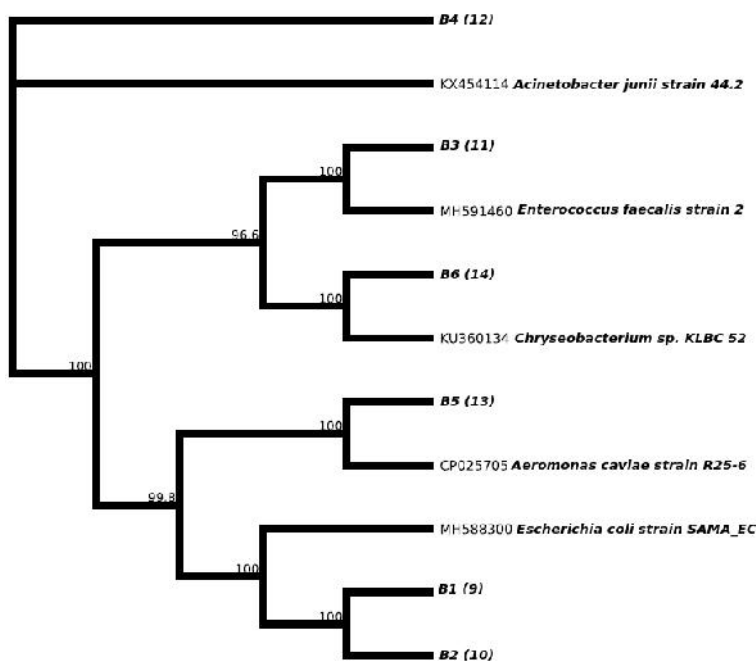 B4 (12)
KX454114 Acinetobacter junii strain 44.2
B3 (11)
100
MH591460 Enterococcus faecalis strain 2
96.6
B6 (14)
100
KU360134 Chryseobacterium sp. KLBC 52
100
B5 (13)
100
CP025705 Aeromonas caviae strain R25-6
99.8
MH588300 Escherichia coli strain SAMA_EC
100
B1 (9)
100
B2 (10)